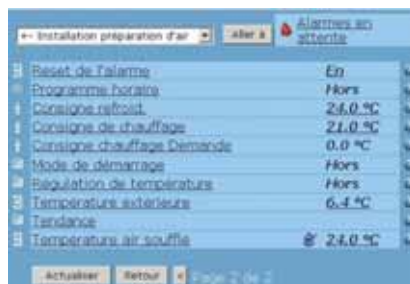 <- Installation préparation d'air Aller à Alarmes en attente
Reset de l'alarme En
Programme horaire Hors
Consigne refroid. 24.0 °C
Consigne de chauffage 21.0 °C
Consigne chauffage Demande 0.0 °C
Mode de démarrage Hors
Régulation de température Hors
Température extérieure 6.4 °C
Tendance
Température air soufflé 24.0 °C
Actualiser Retour < Page 2 de 2